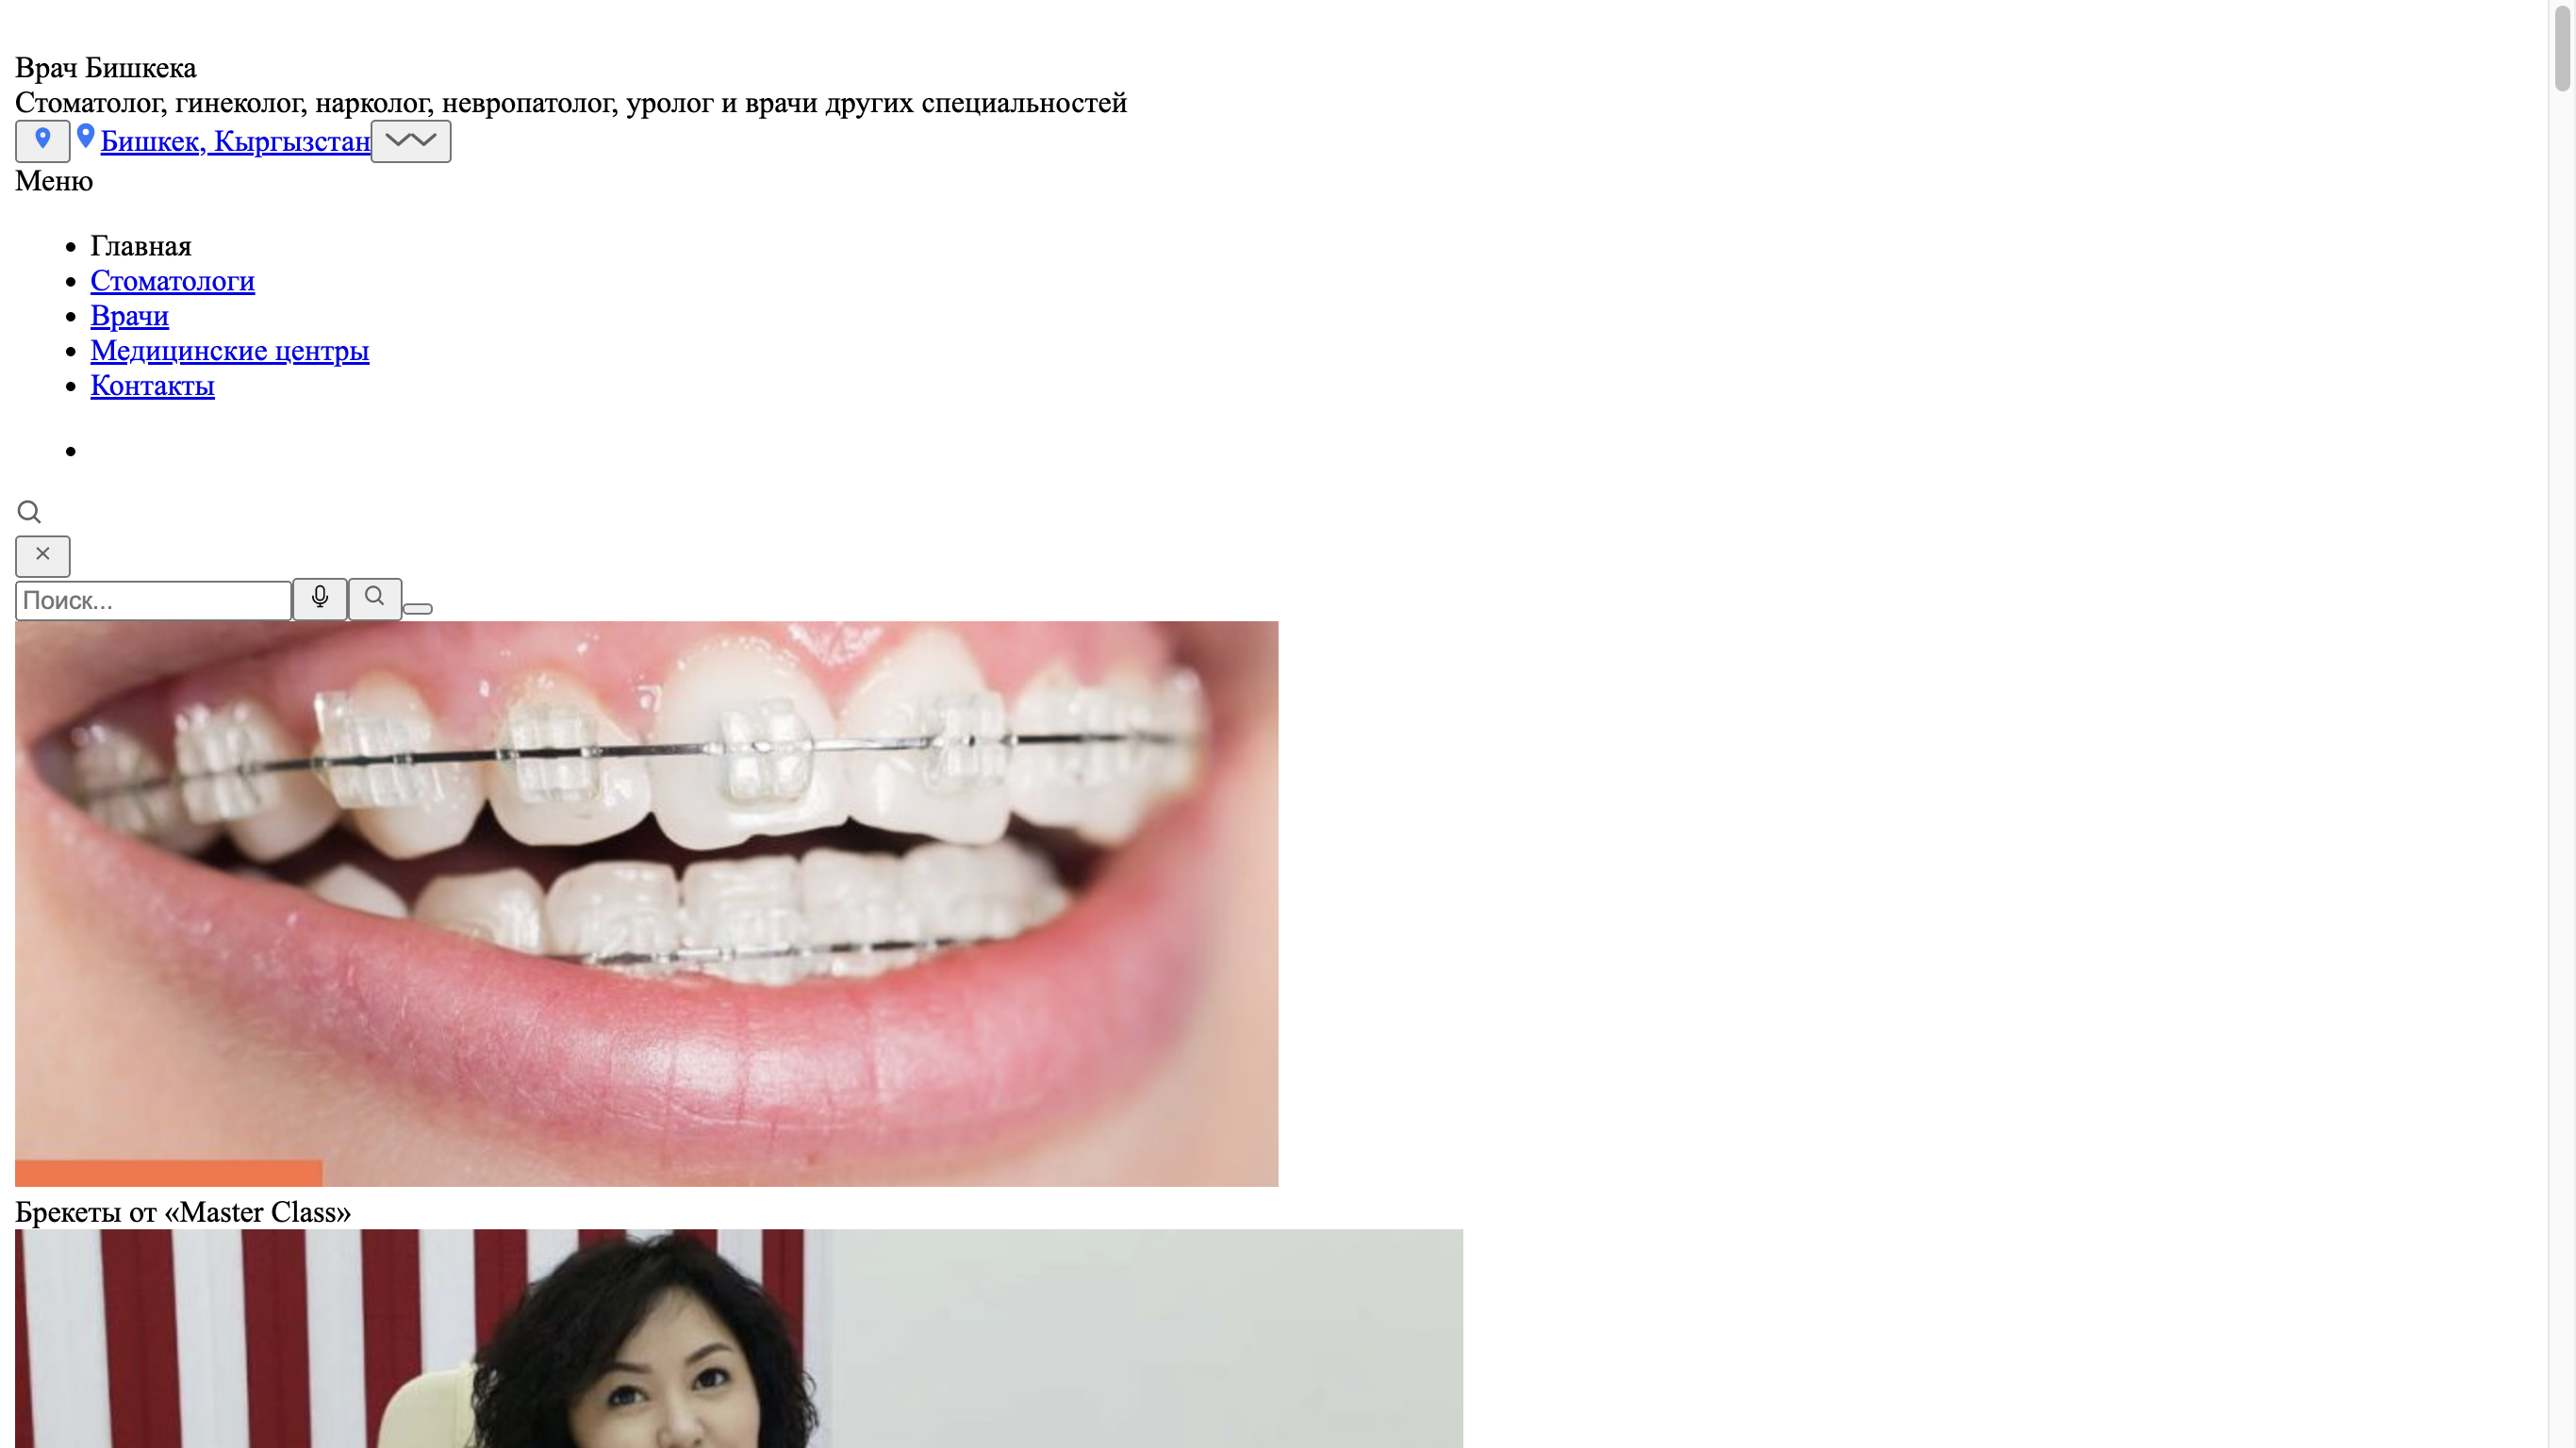 Врач Бишкека
Стоматолог, гинеколог, нарколог, невропатолог, уролог и врачи других специальностей
Бишкек, Кыргызстан
Меню
Главная
Стоматологи
Врачи
Медицинские центры
Контакты
Поиск...
Брекеты от «Master Class»